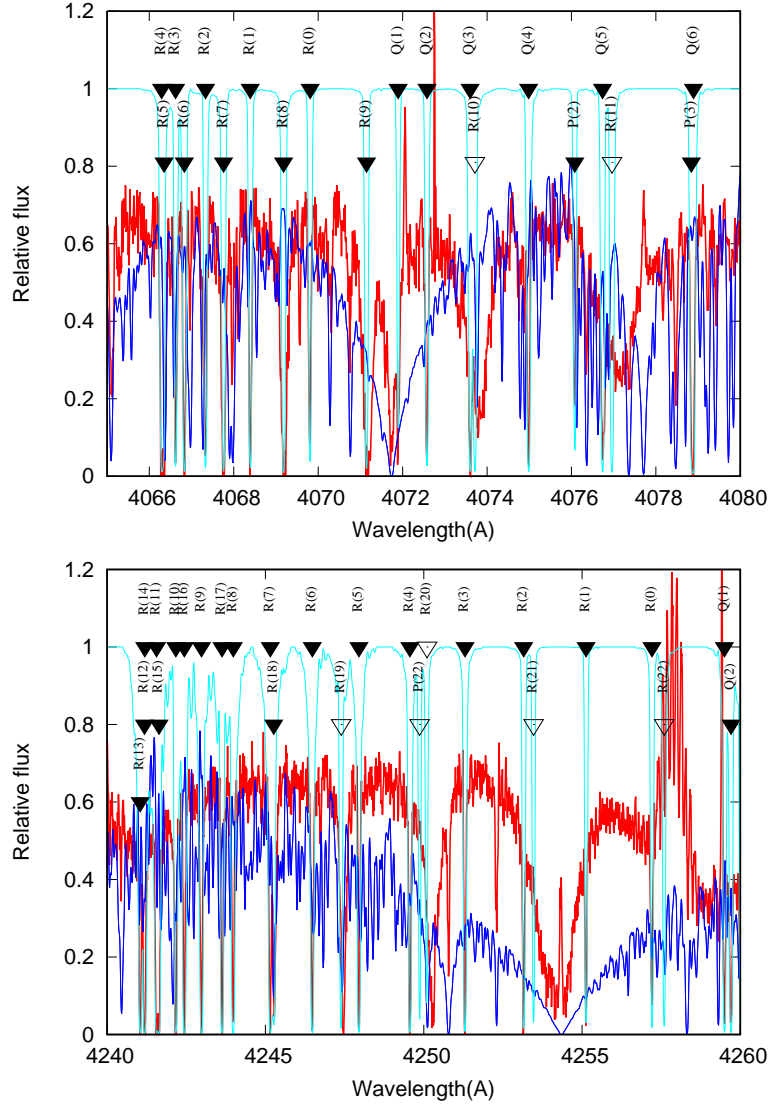 R(4) R(3) R(2) R(1) R(0) Q(1) Q(2) Q(3) Q(4) Q(5) Q(6)
R(5) R(6) R(7) R(8) R(9) R(10) P(2) R(11) P(3)
1.2
1
0.8
0.6
0.4
0.2
0
Relative flux
4066 4068 4070 4072 4074 4076 4078 4080
Wavelength(A)
R(14) R(11) R(10) R(16) R(9) R(17) R(8) R(7) R(6) R(5) R(4) R(20) R(3) R(2) R(1) R(0) Q(1)
R(12) R(15) R(18) R(19) P(22) R(21) R(22) Q(2)
R(13)
1.2
1
0.8
0.6
0.4
0.2
0
Relative flux
4240 4245 4250 4255 4260
Wavelength(A)